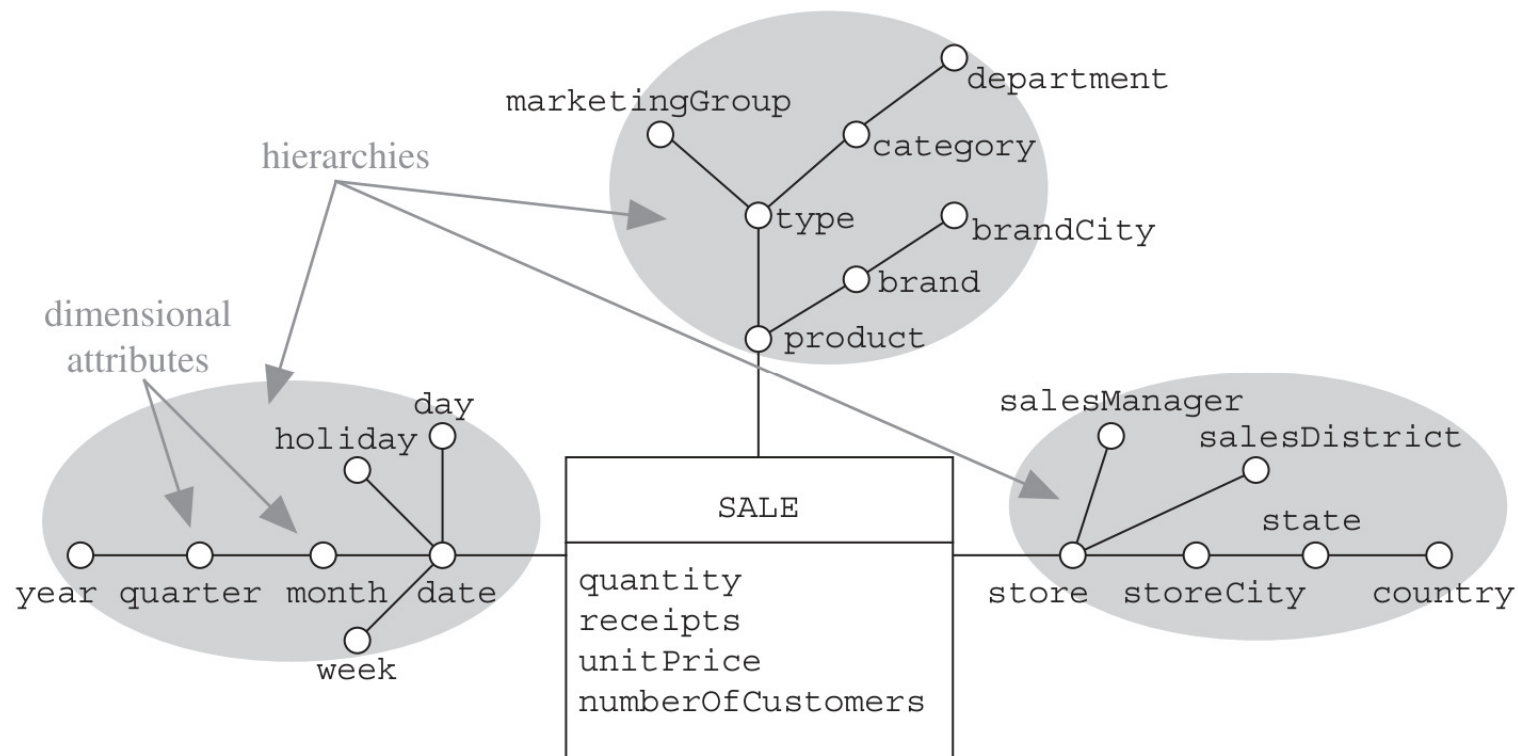 department
marketingGroup
category
hierarchies
type
brandCity
brand
dimensional
attributes
product
day
holiday
salesManager
salesDistrict
SALE
state
year quarter month date
quantity
store storeCity country
receipts
unitPrice
week
numberOfCustomers